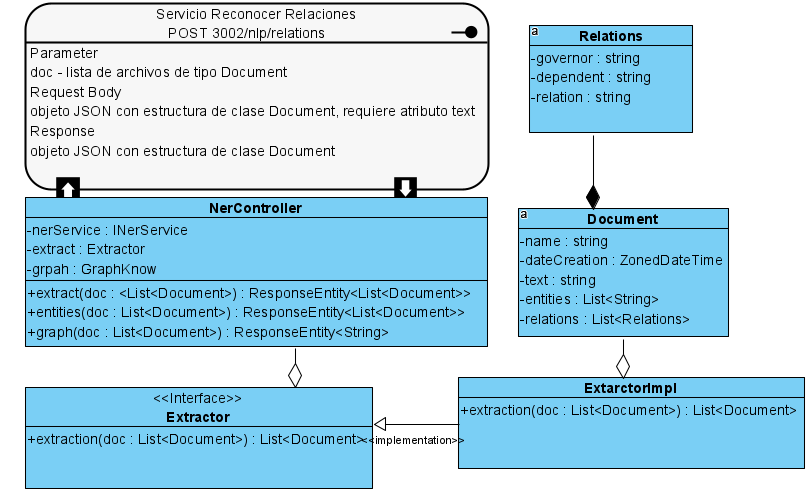 Servicio Reconocer Relaciones
POST 3002/nlp/relations
Parameter
doc - lista de archivos de tipo Document
Request Body
objeto JSON con estructura de clase Document, requiere atributo text
Response
objeto JSON con estructura de clase Document
NerController
-nerService : INerService
-extract : Extractor
-grpah : GraphKnow
+extract(doc : <List<Document>) : ResponseEntity<List<Document>>
+entities(doc : List<Document>) : ResponseEntity<List<Document>>
+graph(doc : List<Document>) : ResponseEntity<String>
<<Interface>>
Extractor
+extraction(doc : List<Document>) : List<Document>
<<implementation>>
a
Relations
-governor : string
-dependent : string
-relation : string
a
Document
-name : string
-dateCreation : ZonedDateTime
-text : string
-entities : List<String>
-relations : List<Relations>
ExtarctorImpl
+extraction(doc : List<Document>) : List<Document>